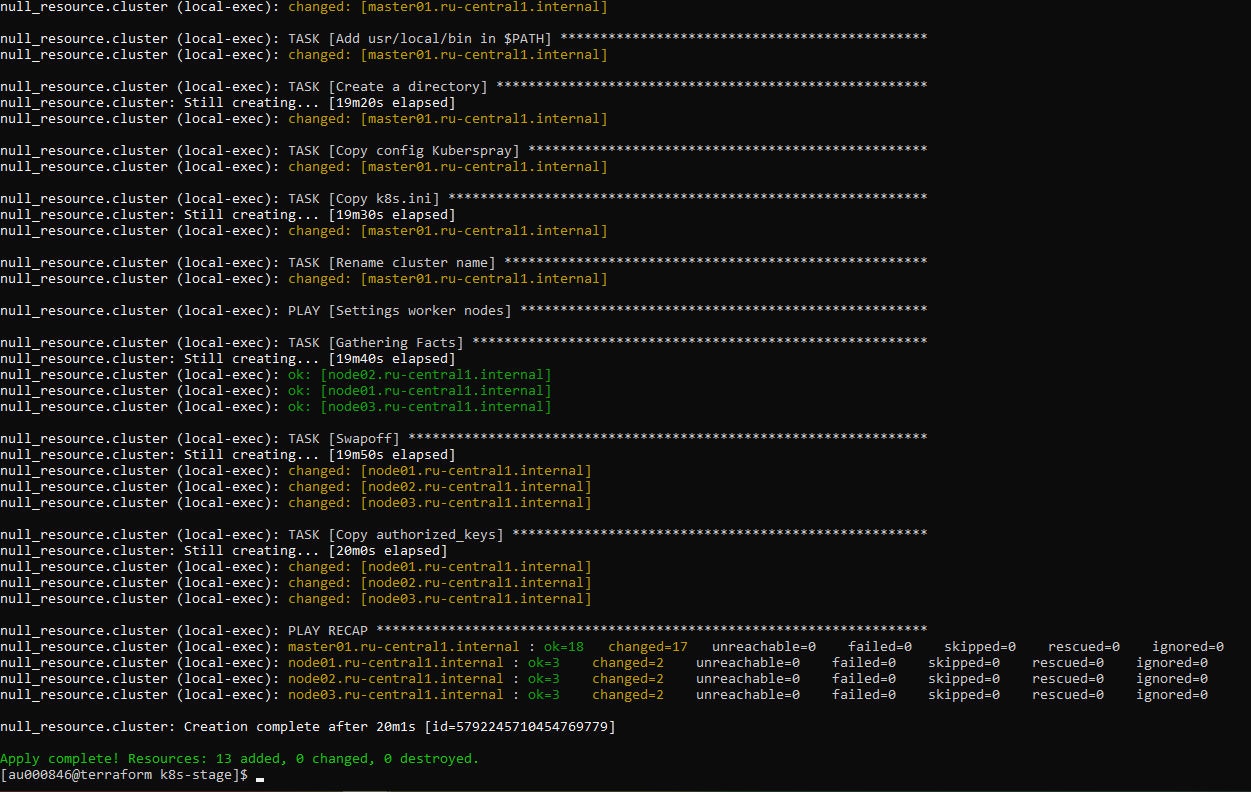 null_resource.cluster (local-exec): changed: [master01.ru-central1.internal]
null_resource.cluster (local-exec): TASK [Add usr/local/bin in $PATH] **********************************************
null_resource.cluster (local-exec): changed: [master01.ru-central1.internal]
null_resource.cluster (local-exec): TASK [Create a directory] ******************************************************
null_resource.cluster: Still creating... [19m20s elapsed]
null_resource.cluster (local-exec): changed: [master01.ru-central1.internal]
null_resource.cluster (local-exec): TASK [Copy config Kuberspray] **************************************************
null_resource.cluster (local-exec): changed: [master01.ru-central1.internal]
null_resource.cluster (local-exec): TASK [Copy k8s.ini] ************************************************************
null_resource.cluster: Still creating... [19m30s elapsed]
null_resource.cluster (local-exec): changed: [master01.ru-central1.internal]
null_resource.cluster (local-exec): TASK [Rename cluster name] *****************************************************
null_resource.cluster (local-exec): changed: [master01.ru-central1.internal]
null_resource.cluster (local-exec): PLAY [Settings worker nodes] ***************************************************
null_resource.cluster (local-exec): TASK [Gathering Facts] *********************************************************
null_resource.cluster: Still creating... [19m40s elapsed]
null_resource.cluster (local-exec): ok: [node02.ru-central1.internal]
null_resource.cluster (local-exec): ok: [node01.ru-central1.internal]
null_resource.cluster (local-exec): ok: [node03.ru-central1.internal]
null_resource.cluster (local-exec): TASK [Swapoff] *****************************************************************
null_resource.cluster: Still creating... [19m50s elapsed]
null_resource.cluster (local-exec): changed: [node01.ru-central1.internal]
null_resource.cluster (local-exec): changed: [node02.ru-central1.internal]
null_resource.cluster (local-exec): changed: [node03.ru-central1.internal]
null_resource.cluster (local-exec): TASK [Copy authorized_keys] ****************************************************
null_resource.cluster: Still creating... [20m0s elapsed]
null_resource.cluster (local-exec): changed: [node01.ru-central1.internal]
null_resource.cluster (local-exec): changed: [node02.ru-central1.internal]
null_resource.cluster (local-exec): changed: [node03.ru-central1.internal]
null_resource.cluster (local-exec): PLAY RECAP *********************************************************************
null_resource.cluster (local-exec): master01.ru-central1.internal : ok=18   changed=17   unreachable=0    failed=0    skipped=0    rescued=0    ignored=0
null_resource.cluster (local-exec): node01.ru-central1.internal : ok=3    changed=2    unreachable=0    failed=0    skipped=0    rescued=0    ignored=0
null_resource.cluster (local-exec): node02.ru-central1.internal : ok=3    changed=2    unreachable=0    failed=0    skipped=0    rescued=0    ignored=0
null_resource.cluster (local-exec): node03.ru-central1.internal : ok=3    changed=2    unreachable=0    failed=0    skipped=0    rescued=0    ignored=0
null_resource.cluster: Creation complete after 20m1s [id=5792245710454769779]
Apply complete! Resources: 13 added, 0 changed, 0 destroyed.
[au000846@terraform k8s-stage]$